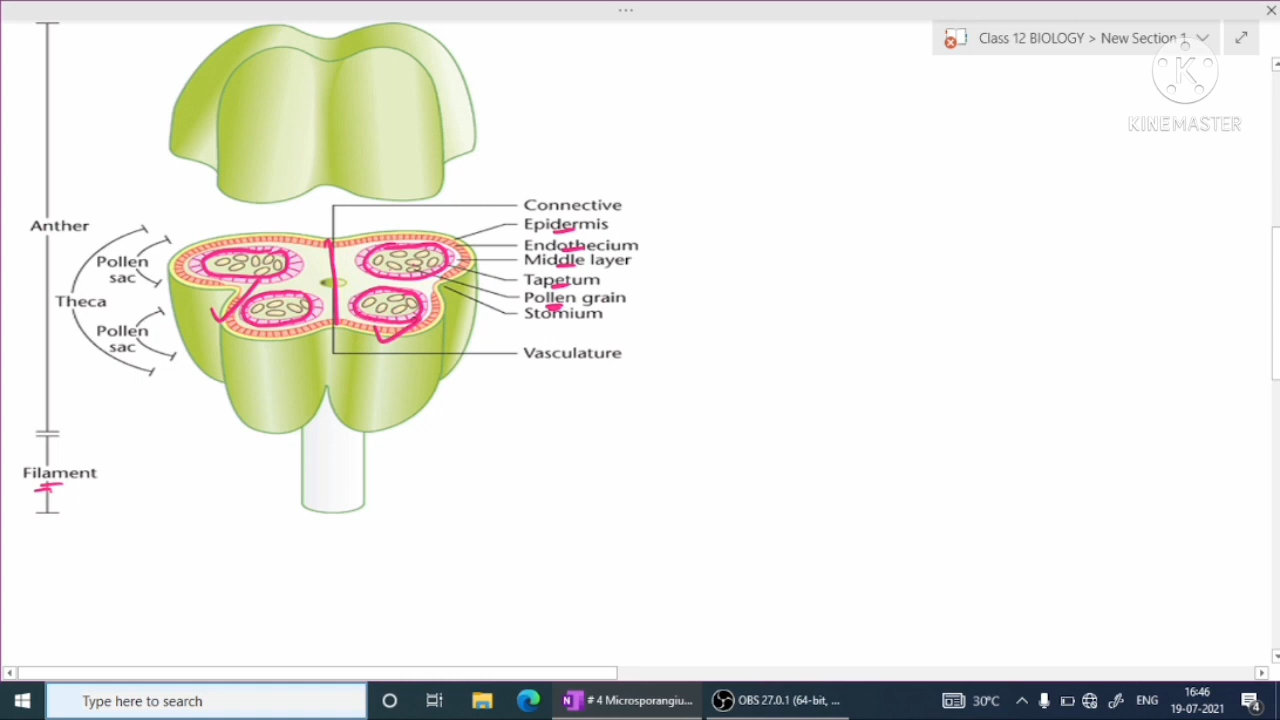 ...
Class 12 BIOLOGY > New Section 1
K
KINEMASTER
Connective
Anther
Epidermis
Endothecium
Pollen
sac
Middle layer
Tapetum
Theca
Pollen grain
Stomium
Pollen
sac
Vasculature
Filament
Type here to search
# 4 Microsporangiu...
OBS 27.0.1 (64-bit, ...
30°C
ENG
16:46
19-07-2021
4